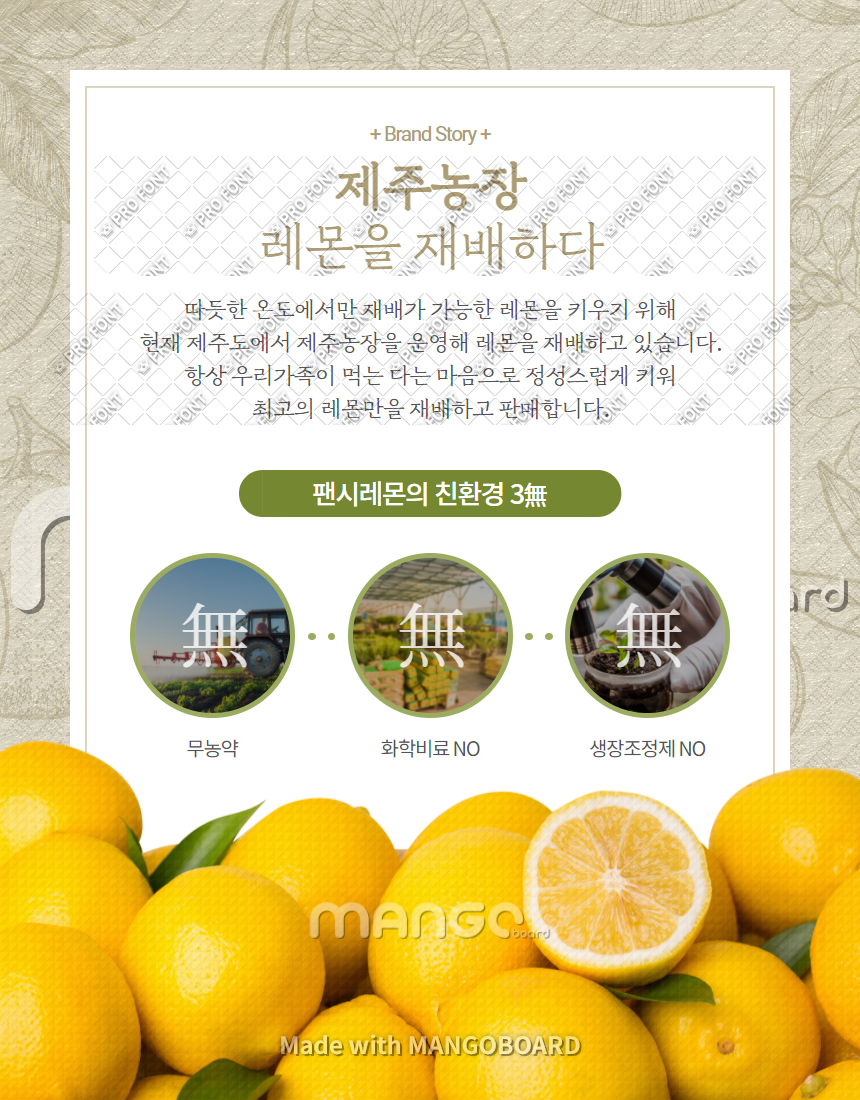 + Brand Story +
제주농장
레몬을 재배하다
따듯한 온도에서만 재배가 가능한 레몬을 키우기 위해
현재 제주도에서 제주농장을 운영해 레몬을 재배하고 있습니다.
항상 우리가족이 먹는 다는 마음으로 정성스럽게 키워
최고의 레몬만을 재배하고 판매합니다.
팬시레몬의 친환경 3無
無 無 無
무농약 화학비료 NO 생장조정제 NO
MANGO board
Made with MANGOBOARD
PRO FONT